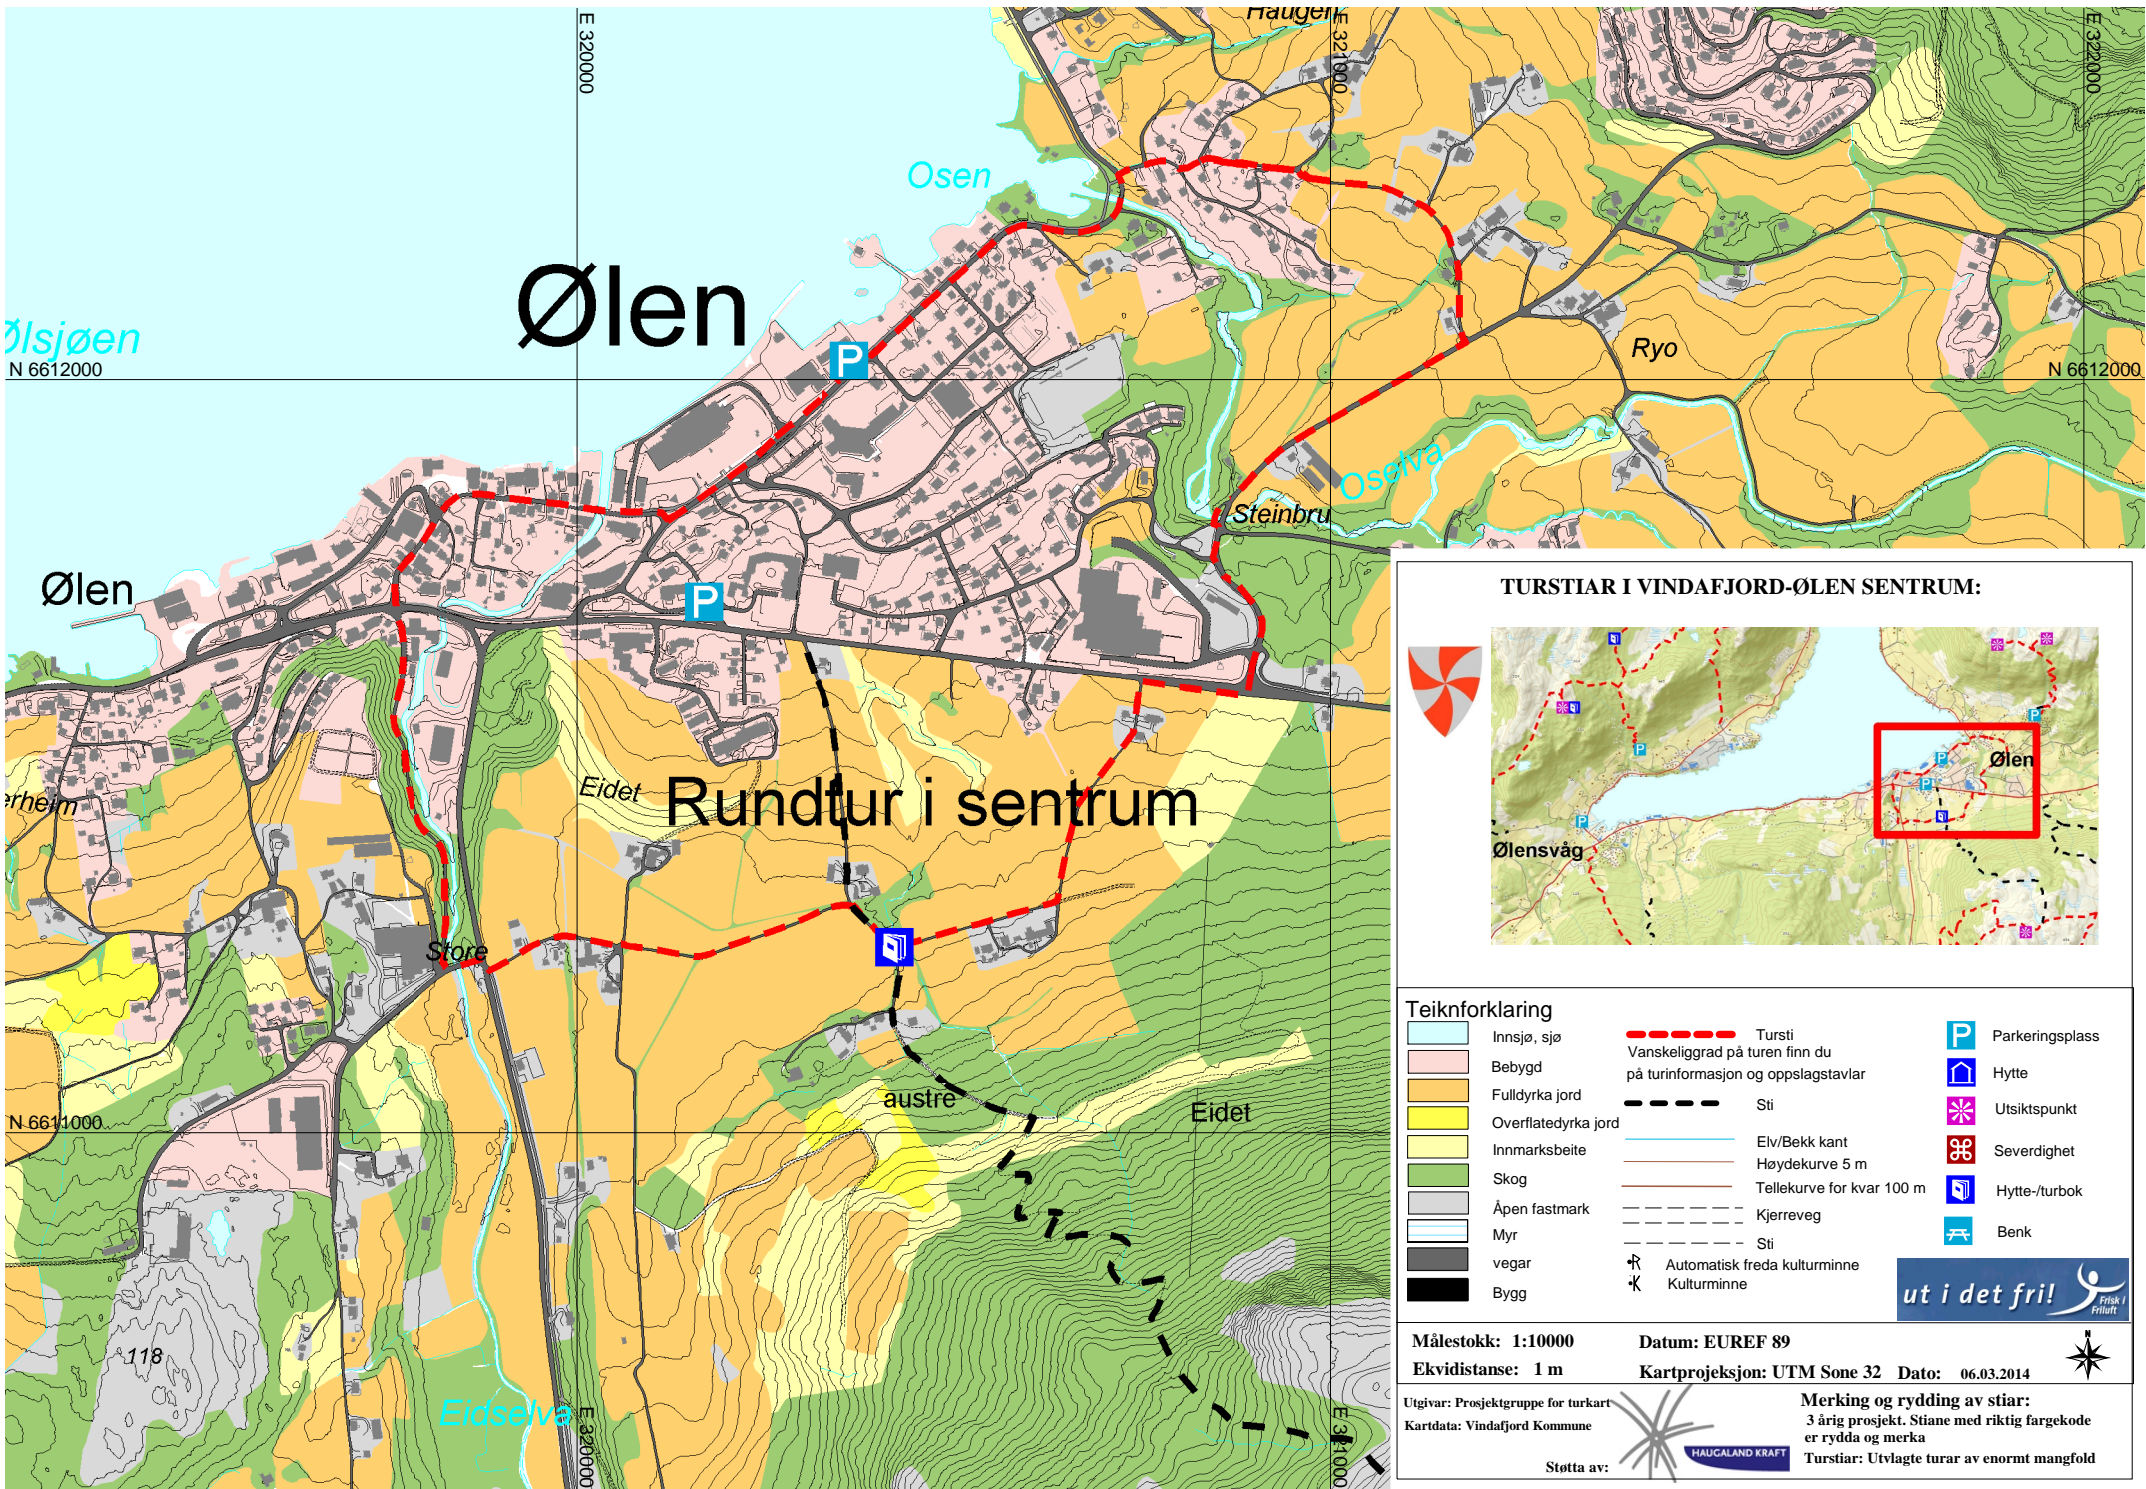 Haugen
E 320000
E 321000
E 322000
Osen
Ølen
Ølsjøen
N 6612000
N 6612000
Ryo
Oselva
Steinbru
Ølen
Eidet
Rundtur i sentrum
erheim
Store
austre
Eidet
N 6611000
118
Eidselva
E 320000
E 321000
TURSTIAR I VINDAFJORD-ØLEN SENTRUM:
Ølen
Ølensvåg
Teiknforklaring
Innsjø, sjø
Bebygd
Fulldyrka jord
Overflatedyrka jord
Innmarksbeite
Skog
Åpen fastmark
Myr
vegar
Bygg
Tursti
Vanskeliggrad på turen finn du
på turinformasjon og oppslagstavlar
Sti
Elv/Bekk kant
Høydekurve 5 m
Tellekurve for kvar 100 m
Kjerreveg
Sti
Automatisk freda kulturminne
Kulturminne
P Parkeringsplass
Hytte
Utsiktspunkt
Severdighet
Hytte-/turbok
Benk
ut i det fri!
Frisk i
Friluft
Målestokk: 1:10000
Datum: EUREF 89
Ekvidistanse: 1 m
Kartprojeksjon: UTM Sone 32 Dato: 06.03.2014
N
Utgivar: Prosjektgruppe for turkart
Kartdata: Vindafjord Kommune
Støtta av:
HAUGALAND KRAFT
Merking og rydding av stiar:
3 årig prosjekt. Stiane med riktig fargekode
er rydda og merka
Turstiar: Utvlagte turar av enormt mangfold